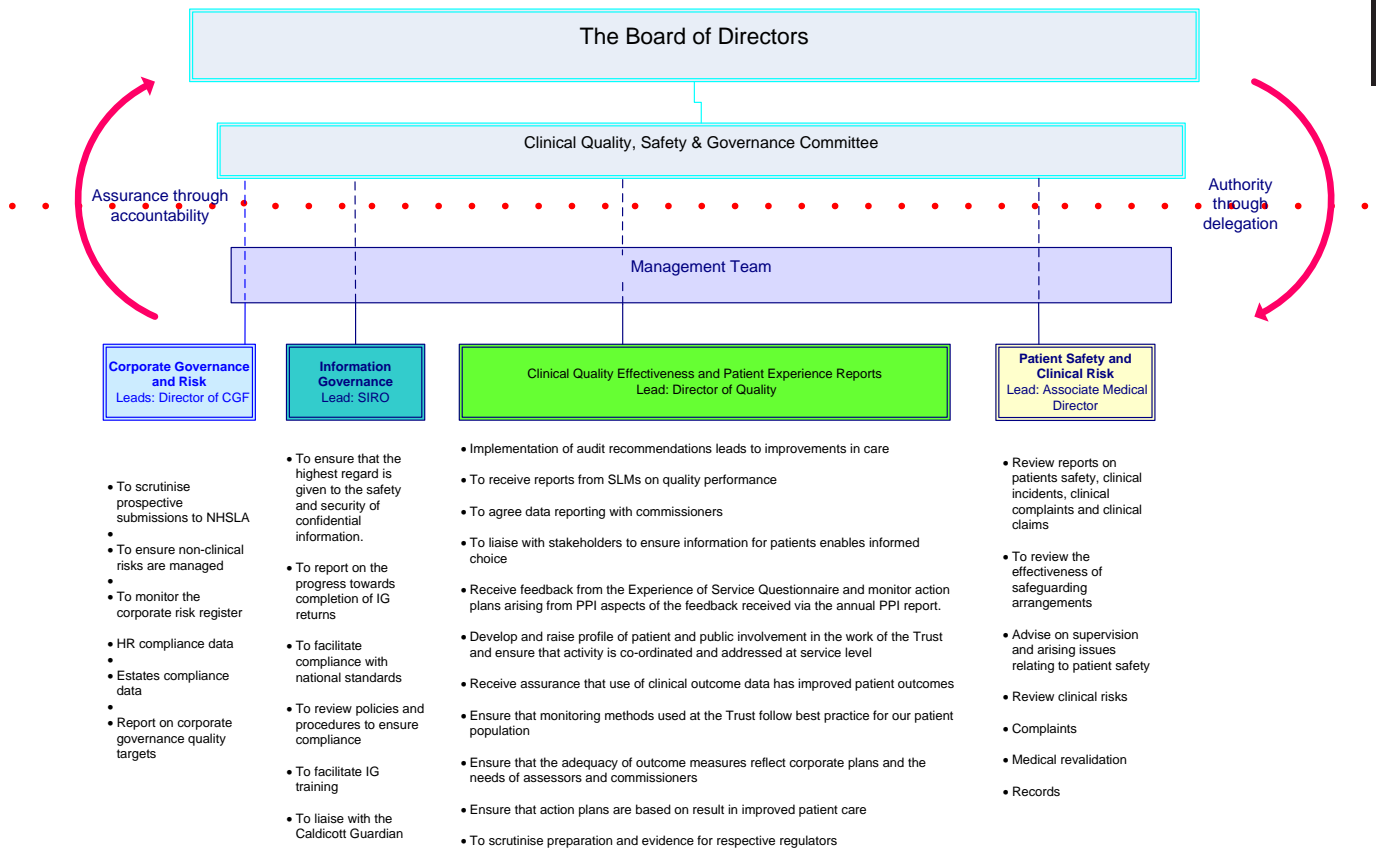 The Board of Directors
Clinical Quality, Safety & Governance Committee
Assurance through
accountability
Authority
through
delegation
Management Team
Corporate Governance
and Risk
Leads: Director of CGF
• To scrutinise
prospective
submissions to NHSLA
•
• To ensure non-clinical
risks are managed
•
• To monitor the
corporate risk register
• HR compliance data
•
• Estates compliance
data
•
• Report on corporate
governance quality
targets
Information
Governance
Lead: SIRO
• To ensure that the
highest regard is
given to the safety
and security of
confidential
information.
• To report on the
progress towards
completion of IG
returns
• To facilitate
compliance with
national standards
• To review policies and
procedures to ensure
compliance
• To facilitate IG
training
• To liaise with the
Caldicott Guardian
Clinical Quality Effectiveness and Patient Experience Reports
Lead: Director of Quality
• Implementation of audit recommendations leads to improvements in care
• To receive reports from SLMs on quality performance
• To agree data reporting with commissioners
• To liaise with stakeholders to ensure information for patients enables informed
choice
• Receive feedback from the Experience of Service Questionnaire and monitor action
plans arising from PPI aspects of the feedback received via the annual PPI report.
• Develop and raise profile of patient and public involvement in the work of the Trust
and ensure that activity is co-ordinated and addressed at service level
• Receive assurance that use of clinical outcome data has improved patient outcomes
• Ensure that monitoring methods used at the Trust follow best practice for our patient
population
• Ensure that the adequacy of outcome measures reflect corporate plans and the
needs of assessors and commissioners
• Ensure that action plans are based on result in improved patient care
• To scrutinise preparation and evidence for respective regulators
Patient Safety and
Clinical Risk
Lead: Associate Medical
Director
• Review reports on
patients safety, clinical
incidents, clinical
complaints and clinical
claims
• To review the
effectiveness of
safeguarding
arrangements
• Advise on supervision
and arising issues
relating to patient safety
• Review clinical risks
• Complaints
• Medical revalidation
• Records